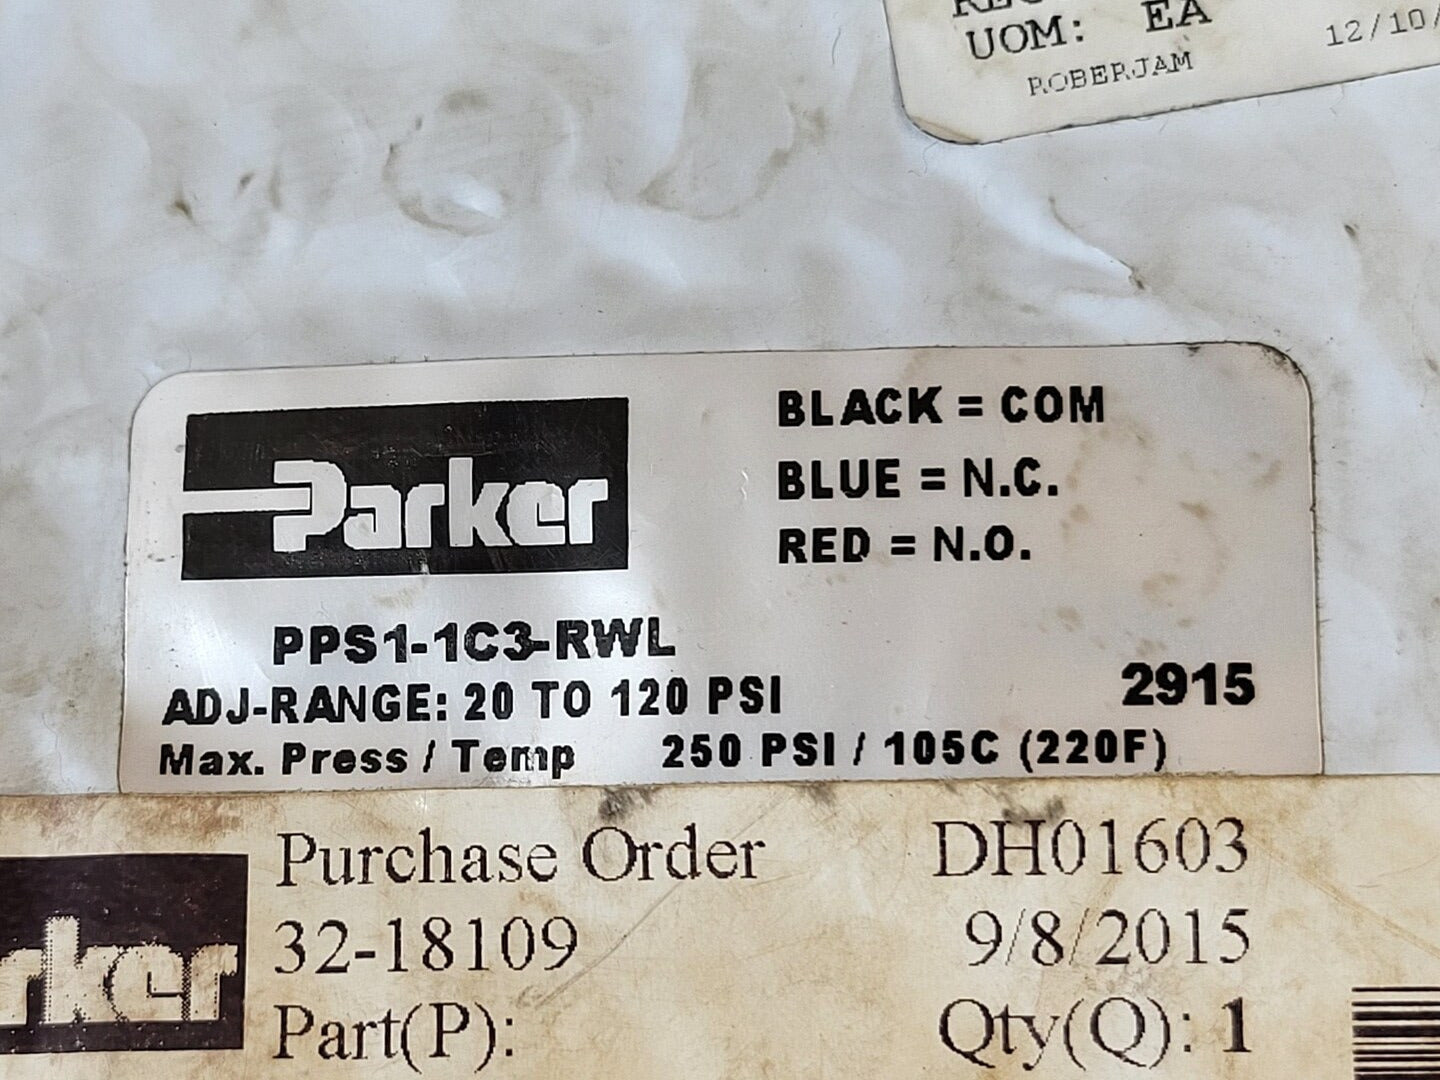 UOM: EA
12/10/
ROBERJAM
Parker
BLACK = COM
BLUE = N.C.
RED = N.O.
PPS1-1C3-RWL
ADJ-RANGE: 20 TO 120 PSI
2915
Max. Press / Temp 250 PSI / 105C (220F)
Purchase Order DH01603
32-18109 9/8/2015
rker
Part(P): Qty(Q): 1